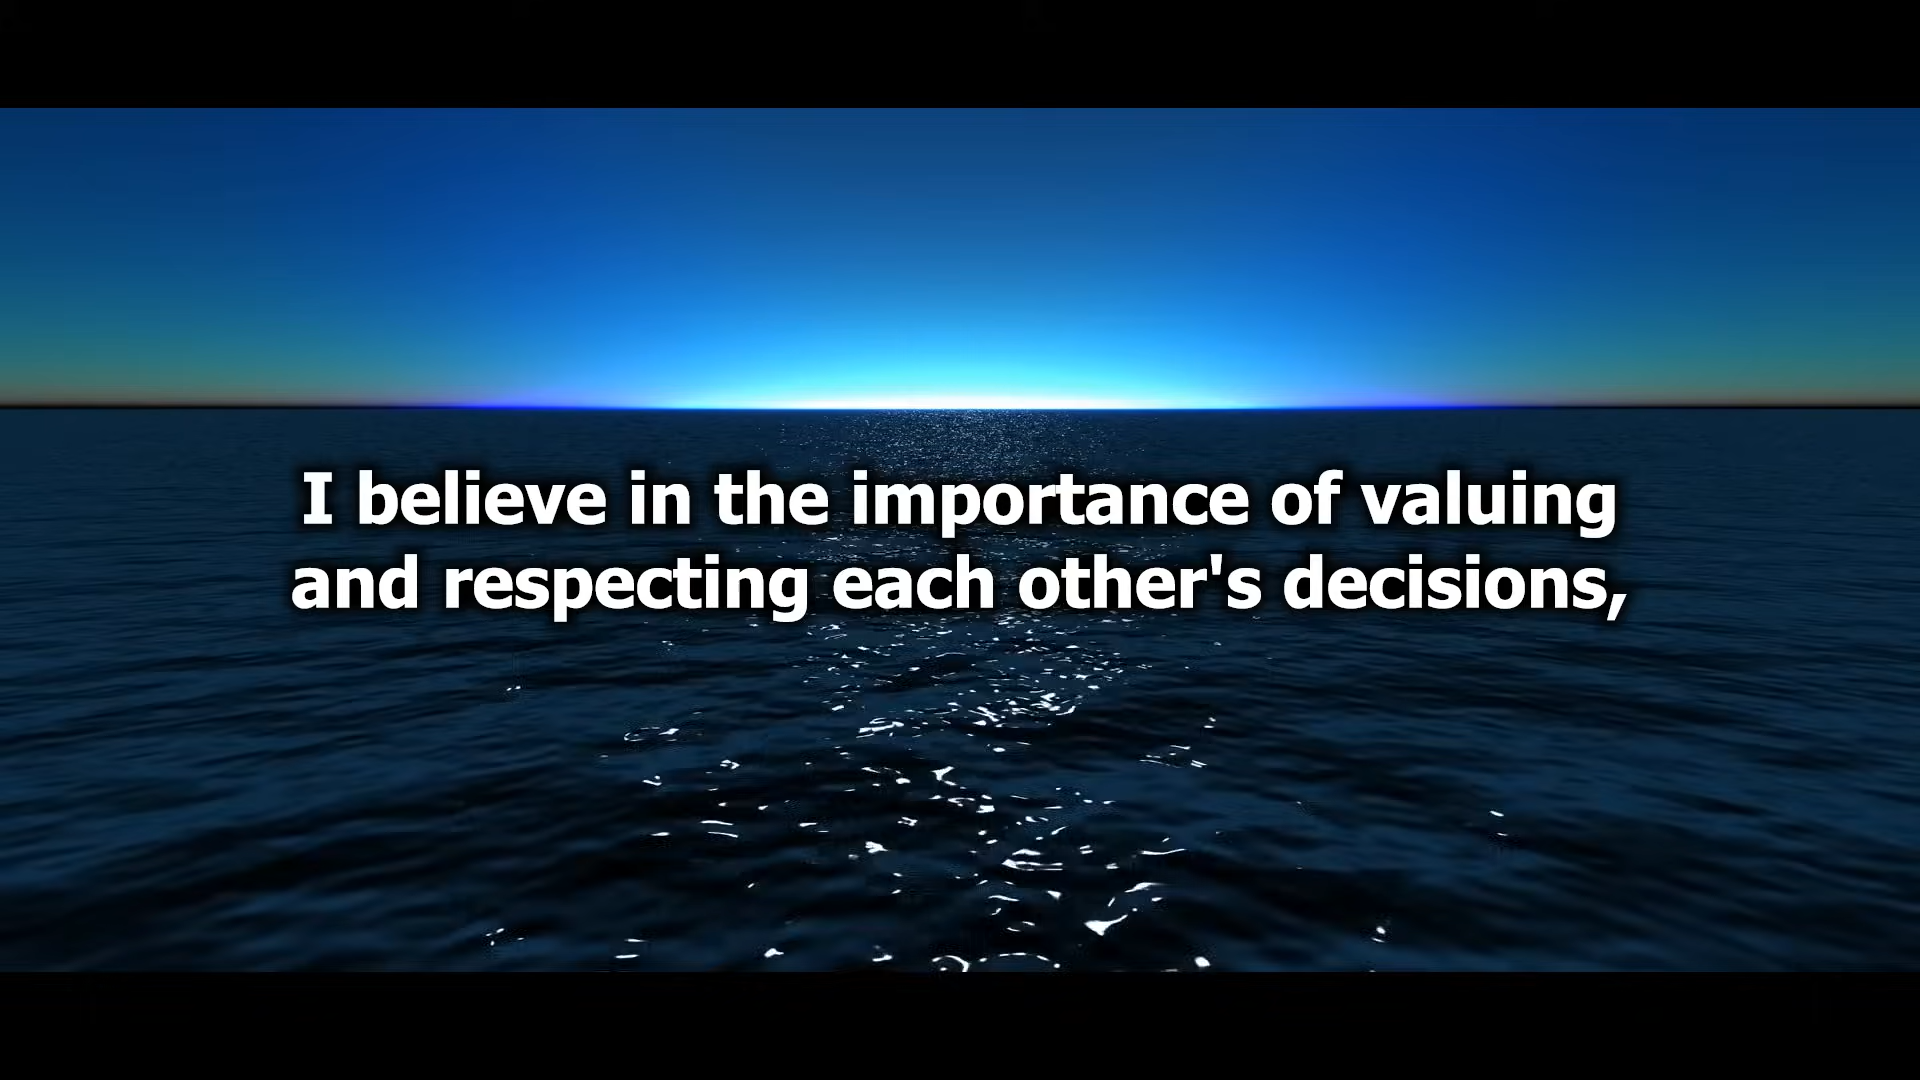 I believe in the importance of valuing
and respecting each other's decisions,